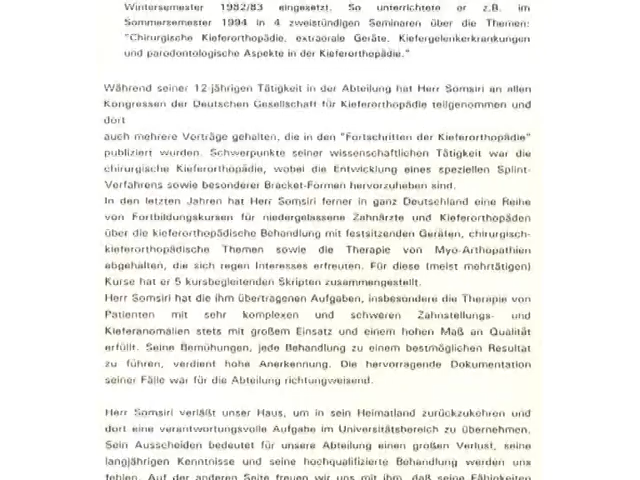 Wintersemester 1982/83 eingesetzt. So unterrichtete er z.B. im
Sommersemester 1994 in 4 zweistündigen Seminaren über die Themen:
"Chirurgische Kieferorthopädie, extraorale Geräte, Kiefergelenkerkrankungen
und parodontologische Aspekte in der Kieferorthopädie."
Während seiner 12-jährigen Tätigkeit in der Abteilung hat Herr Somsiri an allen
Kongressen der Deutschen Gesellschaft für Kieferorthopädie teilgenommen und
dort
auch mehrere Vorträge gehalten, die in den "Fortschritten der Kieferorthopädie"
publiziert wurden. Schwerpunkte seiner wissenschaftlichen Tätigkeit war die
chirurgische Kieferorthopädie, wobei die Entwicklung eines speziellen Splint-
Verfahrens sowie besonderer Bracket-Formen hervorzuheben sind.
In den letzten Jahren hat Herr Somsiri ferner in ganz Deutschland eine Reihe
von Fortbildungskursen für niedergelassene Zahnärzte und Kieferorthopäden
über die kieferorthopädische Behandlung mit festsitzenden Geräten, chirurgisch-
kieferorthopädische Themen sowie die Therapie von Myo-Arthopathien
abgehalten, die sich regen Interesses erfreuten. Für diese (meist mehrtätigen)
Kurse hat er 5 kursbegleitenden Skripten zusammengestellt.
Herr Somsiri hat die ihm übertragenen Aufgaben, insbesondere die Therapie von
Patienten mit sehr komplexen und schweren Zahnstellungs- und
Kieferanomalien stets mit großem Einsatz und einem hohen Maß an Qualität
erfüllt. Seine Bemühungen, jede Behandlung zu einem bestmöglichen Resultat
zu führen, verdient hohe Anerkennung. Die hervorragende Dokumentation
seiner Fälle war für die Abteilung richtungweisend.
Herr Somsiri verläßt unser Haus, um in sein Heimatland zurückzukehren und
dort eine verantwortungsvolle Aufgabe im Universitätsbereich zu übernehmen.
Sein Ausscheiden bedeutet für unsere Abteilung einen großen Verlust, seine
langjährigen Kenntnisse und seine hochqualifizierte Behandlung werden uns
fehlen. Auf der anderen Seite freuen wir uns mit ihm, daß seine Fähigkeiten